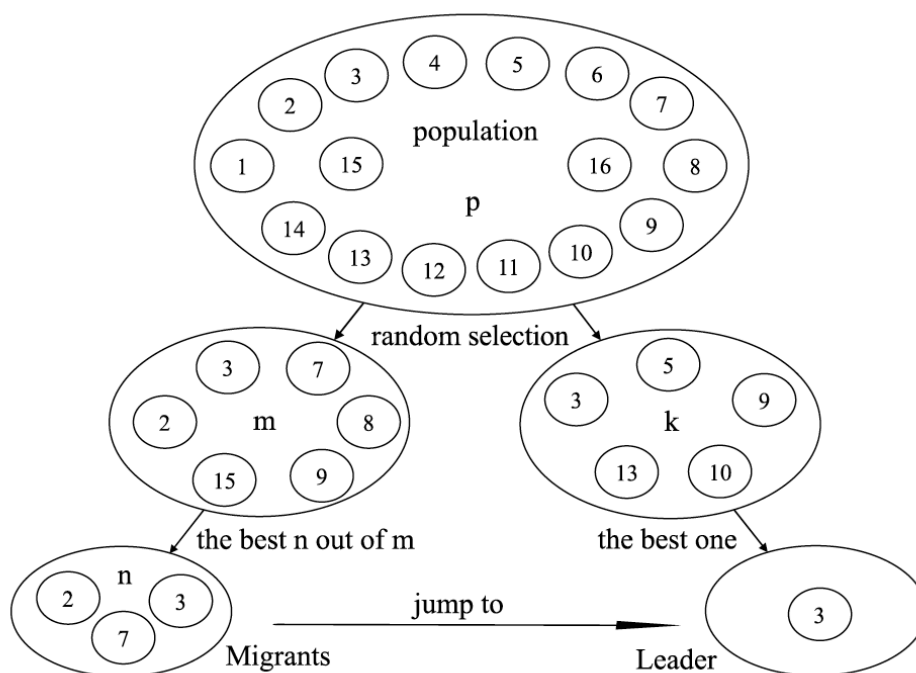 4
5
3
6
2
7
population
1
15
16
8
p
14
9
13
10
12
11
random selection
3
7
5
3
9
2
m
8
k
15
9
13
10
the best n out of m
the best one
n
2
3
jump to
3
7
Migrants
Leader